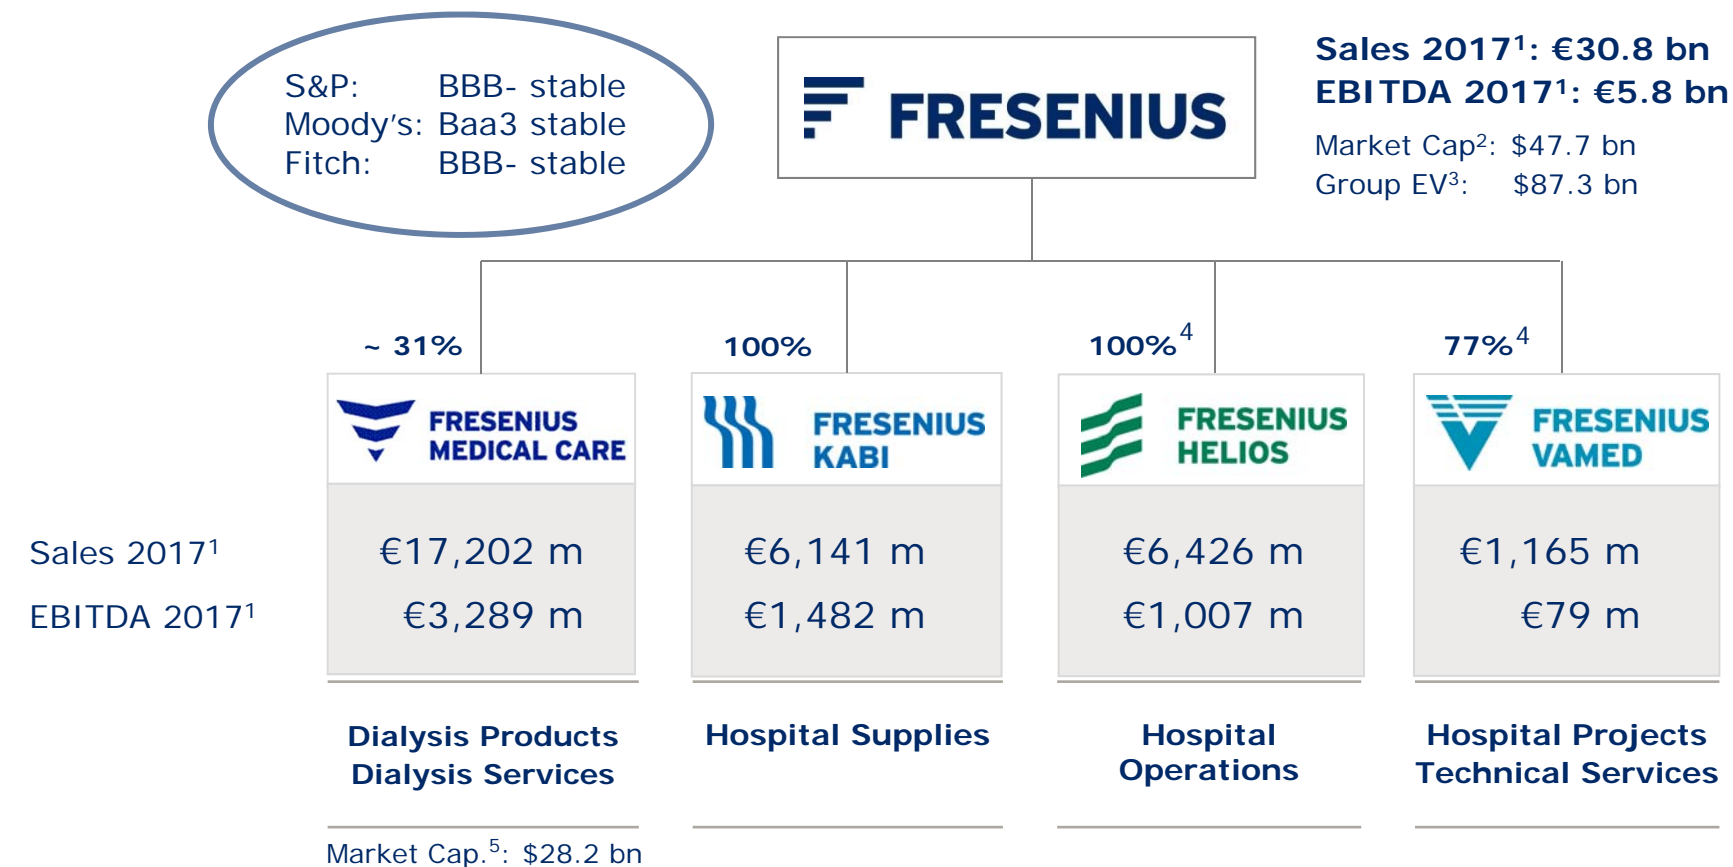 S&P: BBB- stable
Moody's: Baa3 stable
Fitch: BBB- stable
FRESENIUS
Sales 2017¹: €30.8 bn
EBITDA 2017¹: €5.8 bn
Market Cap²: $47.7 bn
Group EV³: $87.3 bn
~ 31%
100%
100%⁴
77%⁴
FRESENIUS
MEDICAL CARE
FRESENIUS
KABI
FRESENIUS
HELIOS
FRESENIUS
VAMED
Sales 2017¹ €17,202 m €6,141 m €6,426 m €1,165 m
EBITDA 2017¹ €3,289 m €1,482 m €1,007 m €79 m
Dialysis Products
Dialysis Services
Hospital Supplies
Hospital
Operations
Hospital Projects
Technical Services
Market Cap.⁵: $28.2 bn